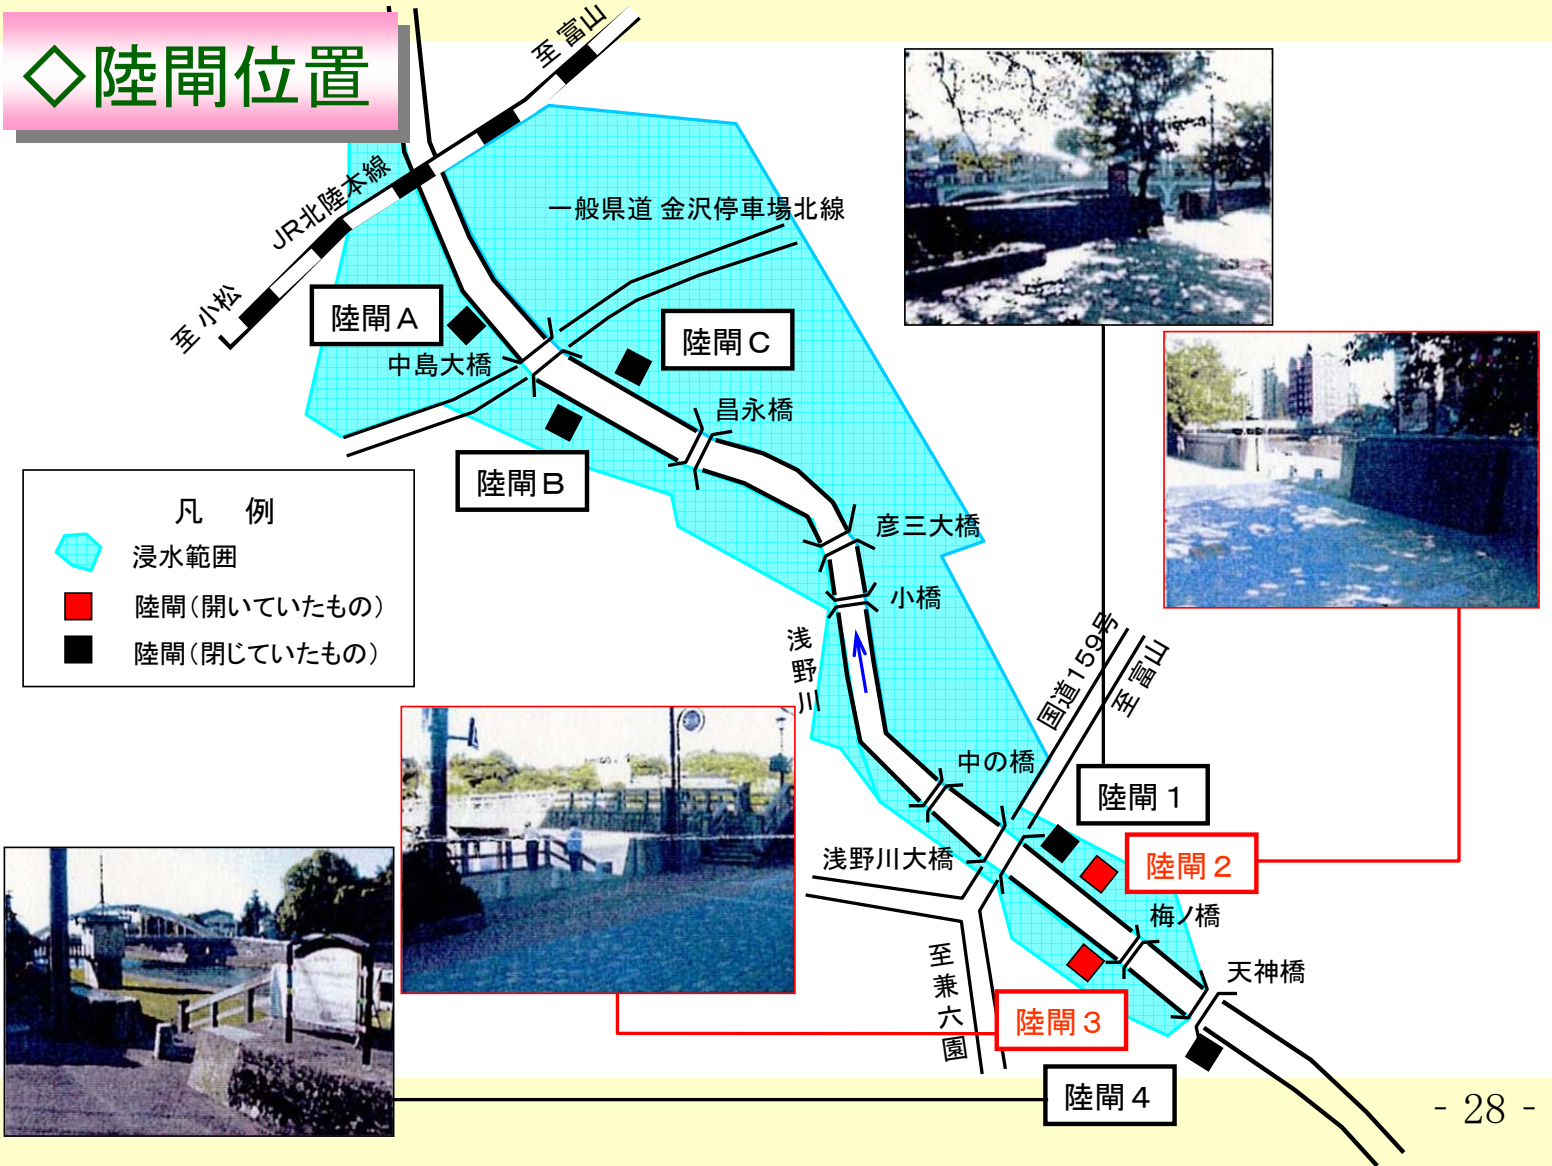 ◇陸閘位置
至 富山
JR北陸本線
至 小松
一般県道 金沢停車場北線
陸閘A
中島大橋
陸閘C
昌永橋
陸閘B
凡 例
浸水範囲
陸閘(開いていたもの)
陸閘(閉じていたもの)
彦三大橋
小橋
浅野川
国道159号
至 富山
中の橋
陸閘1
浅野川大橋
陸閘2
梅ノ橋
至兼六園
天神橋
陸閘3
陸閘4
- 28 -